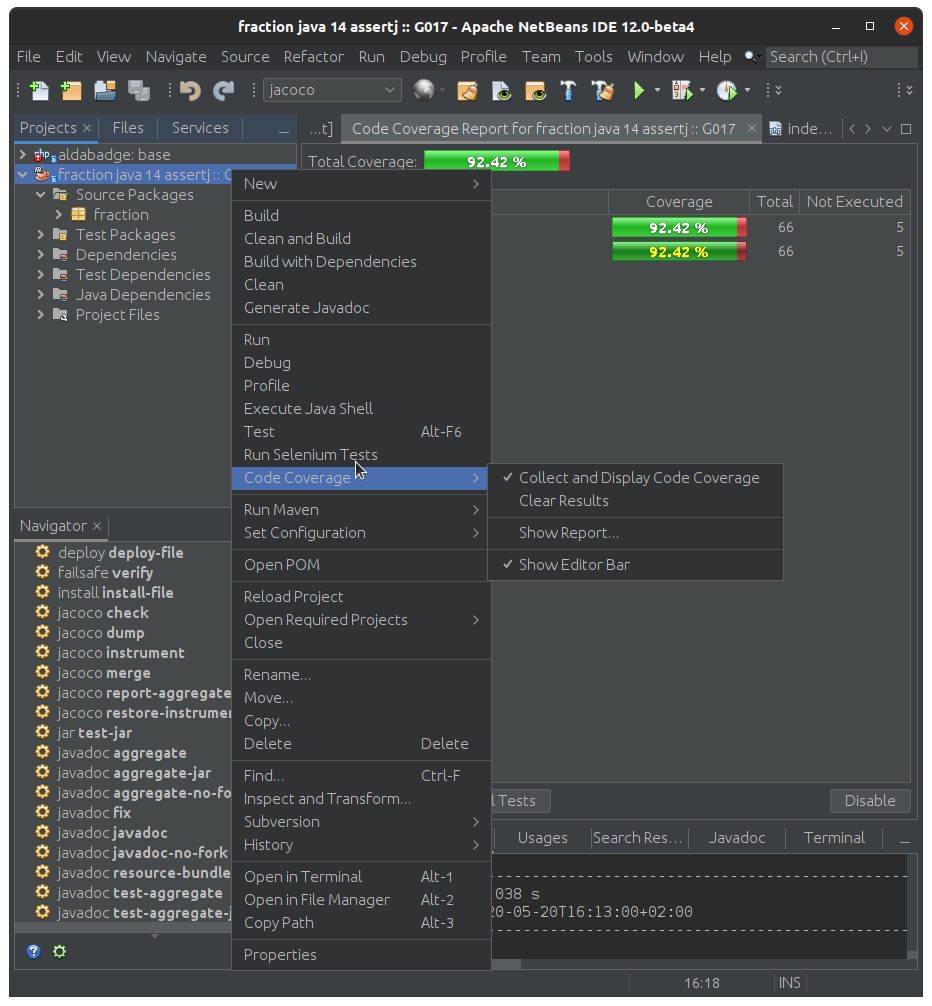 fraction java 14 assertj :: G017 - Apache NetBeans IDE 12.0-beta4
File Edit View Navigate Source Refactor Run Debug Profile Team Tools Window Help Search (Ctrl+I)
jacoco
Projects Files Services
...t] Code Coverage Report for fraction java 14 assertj :: G017 inde...
aldabadge: base
fraction java 14 assertj :: G
Source Packages
fraction
Test Packages
Dependencies
Test Dependencies
Java Dependencies
Project Files
Total Coverage: 92.42 %
Coverage Total Not Executed
92.42 % 66 5
92.42 % 66 5
New
Build
Clean and Build
Build with Dependencies
Clean
Generate Javadoc
Run
Debug
Profile
Execute Java Shell
Test Alt-F6
Run Selenium Tests
Code Coverage
Run Maven
Set Configuration
Open POM
Reload Project
Open Required Projects
Close
Rename...
Move...
Copy...
Delete Delete
Find... Ctrl-F
Inspect and Transform...
Subversion
History
Open in Terminal Alt-1
Open in File Manager Alt-2
Copy Path Alt-3
Properties
Collect and Display Code Coverage
Clear Results
Show Report...
Show Editor Bar
Navigator
deploy deploy-file
failsafe verify
install install-file
jacoco check
jacoco dump
jacoco instrument
jacoco merge
jacoco report-aggregate
jacoco restore-instrumen
jar test-jar
javadoc aggregate
javadoc aggregate-jar
javadoc aggregate-no-fo
javadoc fix
javadoc javadoc
javadoc javadoc-no-fork
javadoc resource-bundle
javadoc test-aggregate
javadoc test-aggregate-j
l Tests Disable
Usages Search Res... Javadoc Terminal
------------------------------------
038 s
20-05-20T16:13:00+02:00
------------------------------------
16:18 INS